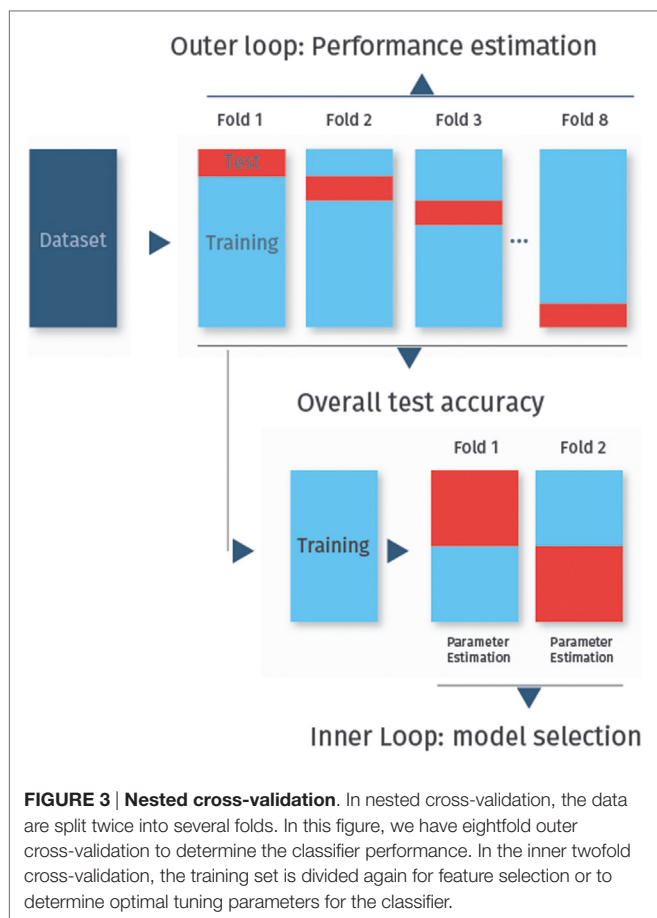 Outer loop: Performance estimation
Fold 1 Fold 2 Fold 3 Fold 8
Test
Dataset
Training
...
Overall test accuracy
Fold 1 Fold 2
Training
Parameter Parameter
Estimation Estimation
Inner Loop: model selection
FIGURE 3 | Nested cross-validation. In nested cross-validation, the data
are split twice into several folds. In this figure, we have eightfold outer
cross-validation to determine the classifier performance. In the inner twofold
cross-validation, the training set is divided again for feature selection or to
determine optimal tuning parameters for the classifier.